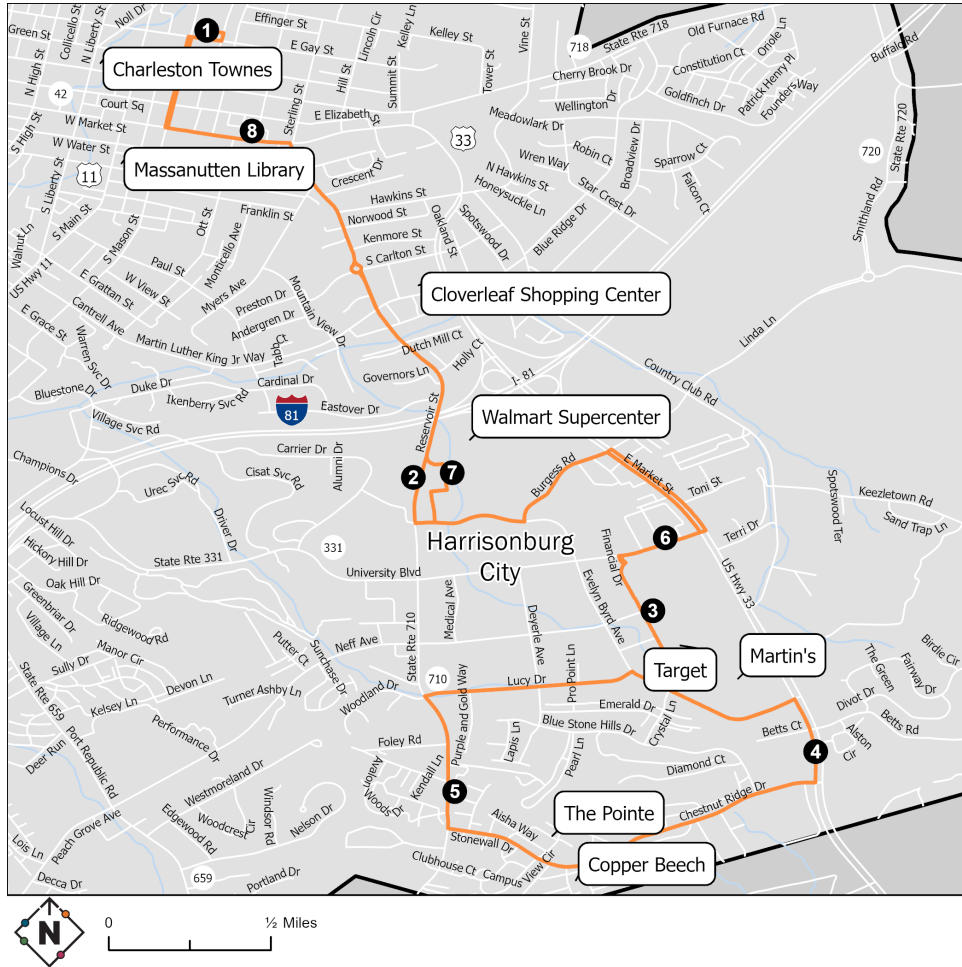 Noll Dr
Effinger St
Green St
Collicello St
N Liberty St
N High St
1
E Gay St
Hill St
Lincoln Cir
Kelley Ln
Kelley St
Summit St
Tower St
Vine St
718
State Rte 718
Old Furnace Rd
Oriole Ln
Constitution Ct
Cherry Brook Dr
Goldfinch Dr
Patrick Henry Pl
Founders Way
Buffalo Rd
Charleston Townes
42
Court Sq
W Market St
W Water St
S High St
8
Sterling St
E Elizabeth St
Wellington Dr
Meadowlark Dr
33
Robin Ct
Broadview Dr
Wren Way
Sparrow Ct
Falcon Ct
State Rte 720
720
Massanutten Library
11
S Liberty St
Crescent Dr
Hawkins St
N Hawkins St
Honeysuckle Ln
Star Crest Dr
Smithland Rd
Franklin St
Norwood St
Oakland St
Spotswood Dr
Blue Ridge Dr
Walnut Ln
US Hwy 11
S Main St
S Mason St
Ott St
Monticello Ave
Kenmore St
S Carlton St
Paul St
W View St
E Grattan St
Cantrell Ave
Myers Ave
Preston Dr
Mountain View Dr
Andergren Dr
Cloverleaf Shopping Center
E Grace St
Warren Svc Dr
Martin Luther King Jr Way
Tabb Ct
Dutch Mill Ct
Holly Ct
Linda Ln
Bluestone Dr
Duke Dr
Cardinal Dr
Governors Ln
I- 81
Country Club Rd
Ikenberry Svc Rd
81
Eastover Dr
Village Svc Rd
Reservoir St
Walmart Supercenter
Carrier Dr
Alumni Dr
Champions Dr
Urec Svc Rd
Cisat Svc Rd
2
7
Burgess Rd
E Market St
Toni St
Spotswood Ter
Keezletown Rd
Sand Trap Ln
Locust Hill Dr
Driver Dr
Hickory Hill Dr
State Rte 331
331
Harrisonburg
City
6
Terri Dr
Financial Dr
US Hwy 33
Oak Hill Dr
University Blvd
Greenbriar Dr
Village Ln
Ridgewood Rd
Manor Cir
Medical Ave
Deyerle Ave
Evelyn Byrd Ave
3
Sully Dr
Putter Ct
Neff Ave
State Rte 710
Sunchase Dr
Birdie Cir
The Green
Fairway Dr
Martin's
Target
State Rte 659
Kelsey Ln
Devon Ln
Turner Ashby Ln
Woodland Dr
710
Lucy Dr
Pro Point Ln
Emerald Dr
Crystal Ln
Divot Dr
Betts Rd
Port Republic Rd
Performance Dr
Purple and Gold Way
Foley Rd
Lapis Ln
Blue Stone Hills Dr
Betts Ct
Alston Cir
4
Deer Run
Pearl Ln
Diamond Ct
Avalon Woods Dr
Kendall Ln
5
Chestnut Ridge Dr
Westmoreland Dr
Edgewood Rd
Woodcrest Cir
Windsor Rd
Nelson Dr
The Pointe
Aisha Way
Peach Grove Ave
Stonewall Dr
Lois Ln
Decca Dr
659
Portland Dr
Clubhouse Ct
Campus View Cir
Copper Beech
N
0
½ Miles